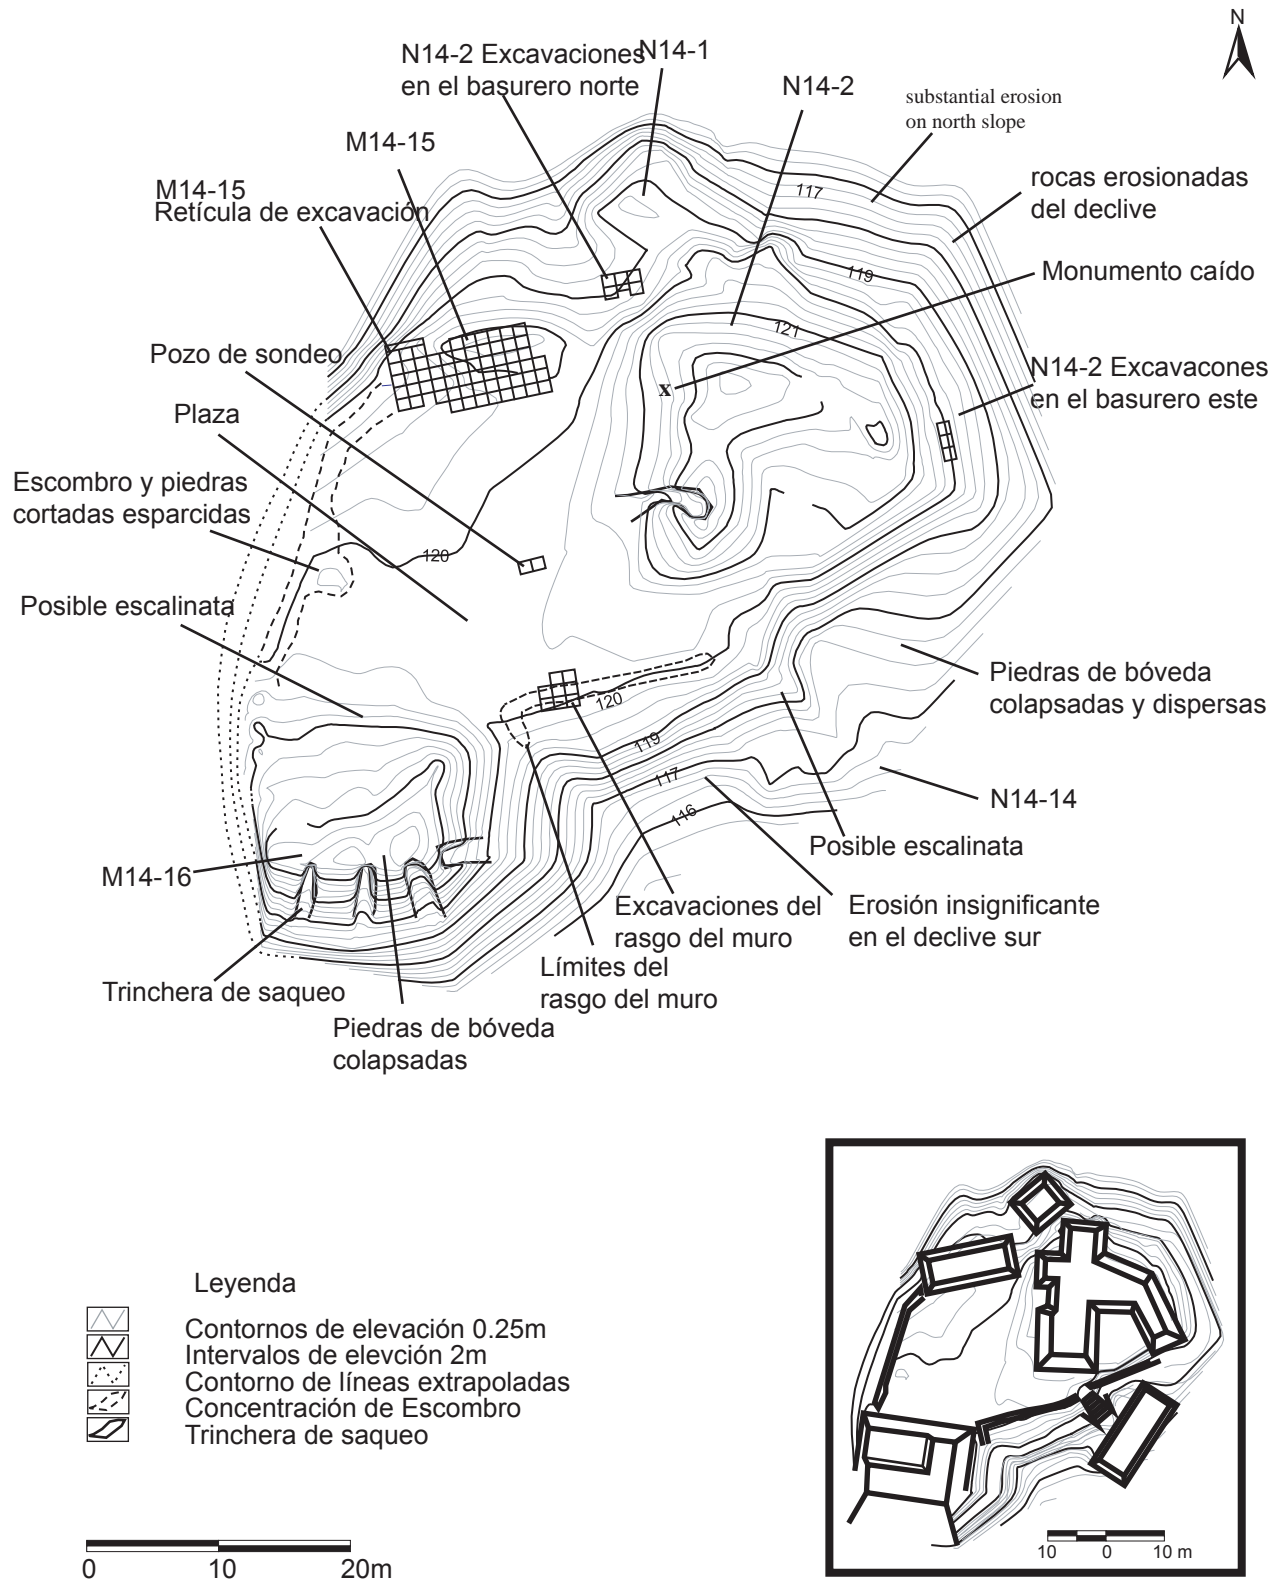 N
N14-2 Excavaciones
en el basurero norte
N14-1
N14-2
substantial erosion
on north slope
M14-15
M14-15
Retícula de excavación
rocas erosionadas
del declive
117
119
Monumento caído
121
Pozo de sondeo
N14-2 Excavacones
en el basurero este
x
Plaza
Escombro y piedras
cortadas esparcidas
120
Posible escalinata
Piedras de bóveda
colapsadas y dispersas
120
119
117
116
N14-14
Posible escalinata
M14-16
Excavaciones del
rasgo del muro
Erosión insignificante
en el declive sur
Límites del
rasgo del muro
Trinchera de saqueo
Piedras de bóveda
colapsadas
Leyenda
Contornos de elevación 0.25m
Intervalos de elevción 2m
Contorno de líneas extrapoladas
Concentración de Escombro
Trinchera de saqueo
0 10 20m
10 0 10 m